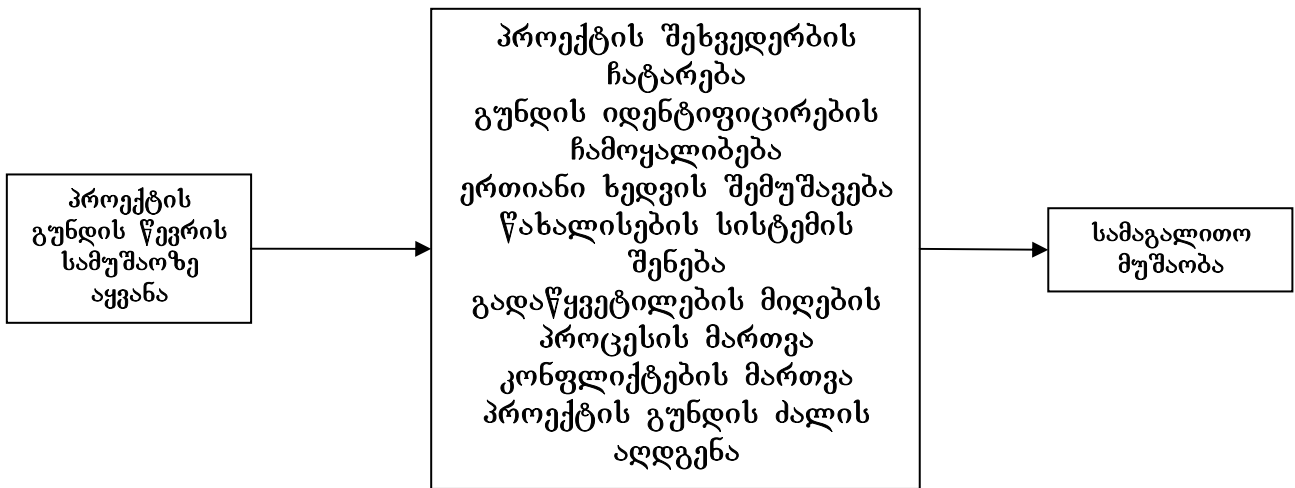 პროექტის
გუნდის წევრის
სამუშაოზე
აყვანა
პროექტის შეხვედერბის
ჩატარება
გუნდის იდენტიფიცირების
ჩამოყალიბება
ერთიანი ხედვის შემუშავება
წახალისების სისტემის
შენება
გადაწყვეტილების მიღების
პროცესის მართვა
კონფლიქტების მართვა
პროექტის გუნდის ძალის
აღდგენა
სამაგალითო
მუშაობა